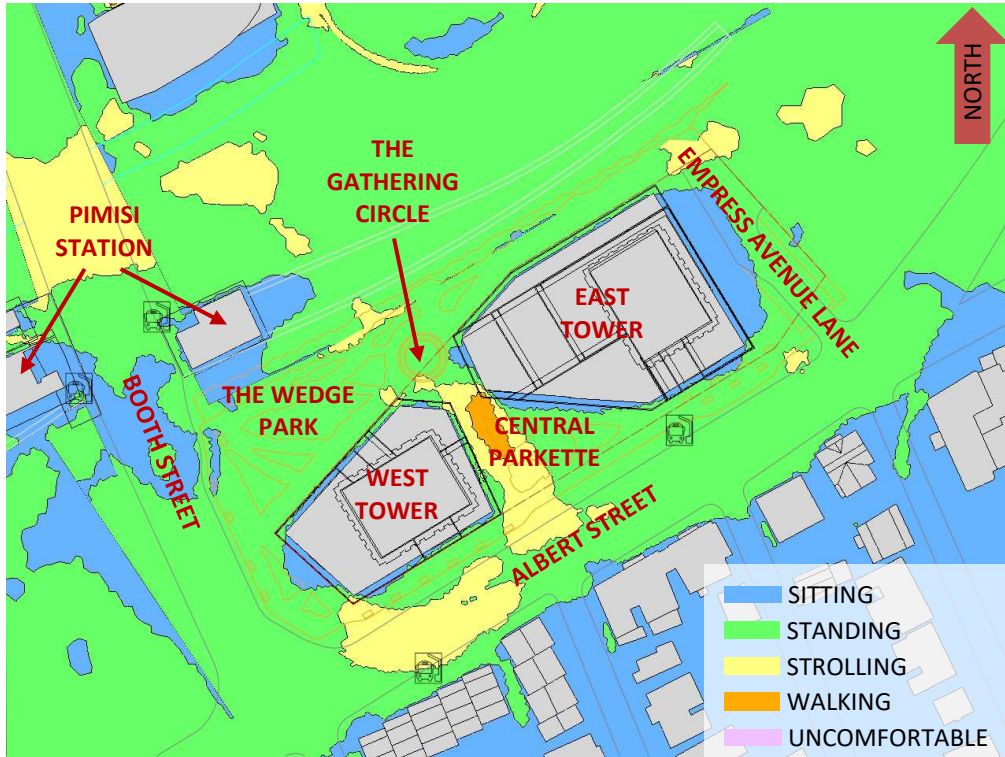 NORTH
THE
GATHERING
CIRCLE
PIMISI
STATION
EMPRESS AVENUE LANE
EAST
TOWER
BOOTH STREET
THE WEDGE
PARK
CENTRAL
PARKETTE
WEST
TOWER
ALBERT STREET
SITTING
STANDING
STROLLING
WALKING
UNCOMFORTABLE